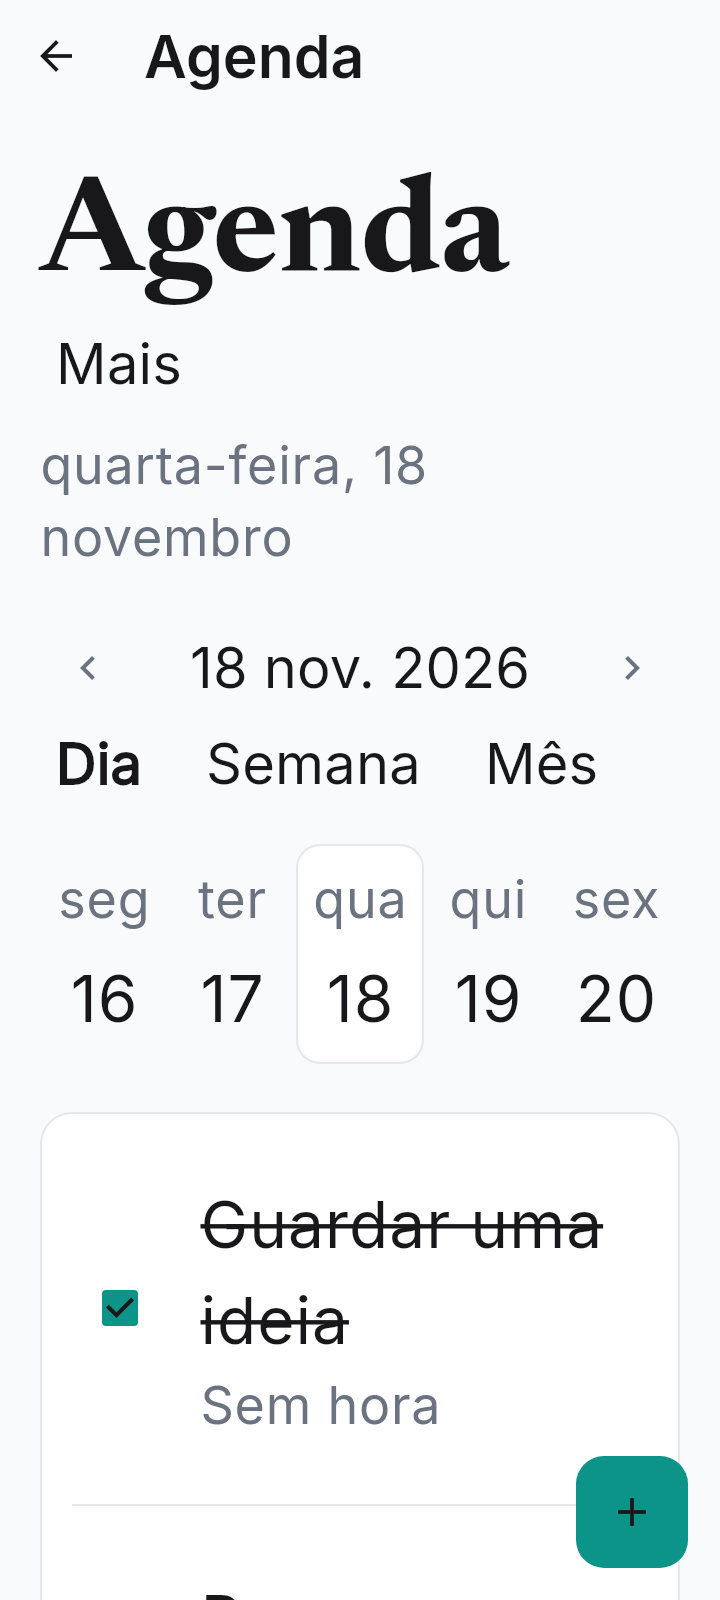 Agenda
Agenda
Mais
quarta-feira, 18
novembro
18 nov. 2026
Dia Semana Mês
seg ter qua qui sex
16 17 18 19 20
Guardar uma
ideia
Sem hora